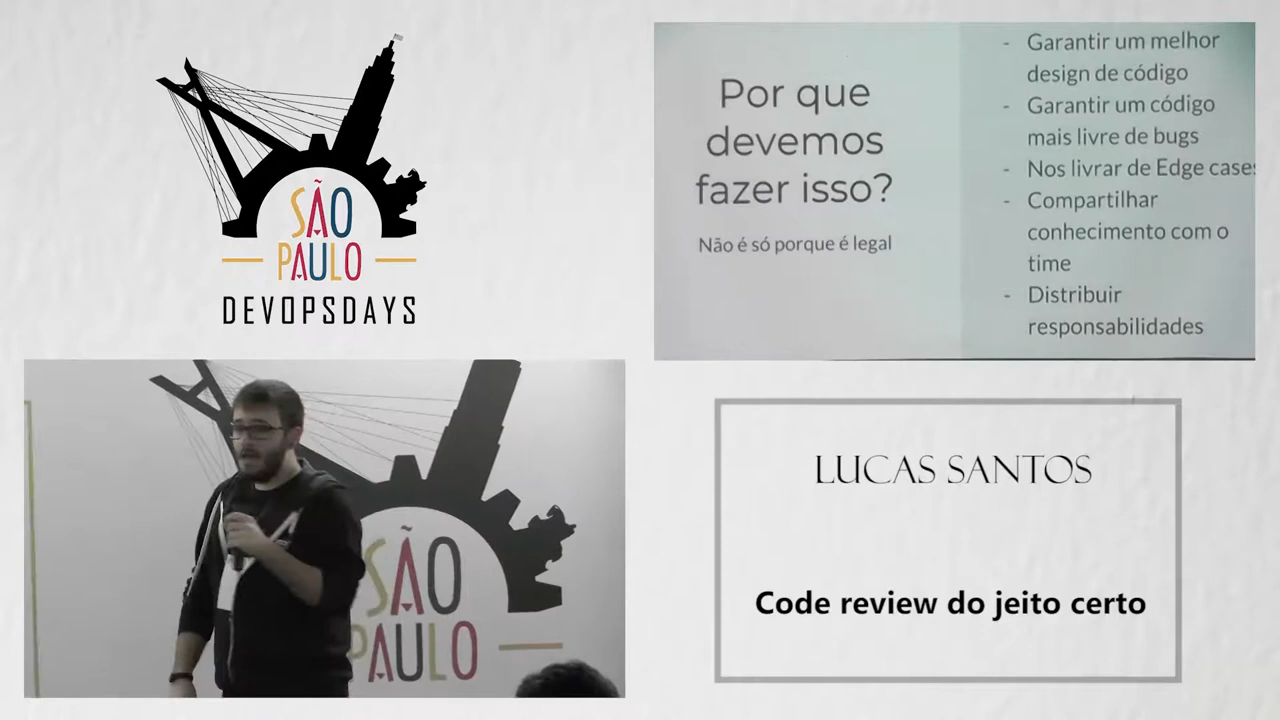 SÃO
PAULO
DEVOPSDAYS
Por que
devemos
fazer isso?
Não é só porque é legal
- Garantir um melhor
design de código
- Garantir um código
mais livre de bugs
- Nos livrar de Edge cases
- Compartilhar
conhecimento com o
time
- Distribuir
responsabilidades
SÃO
PAULO
LUCAS SANTOS
Code review do jeito certo